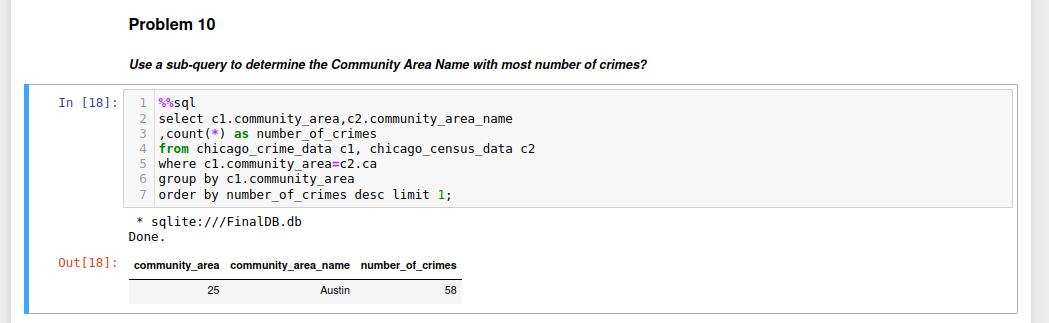 Problem 10
Use a sub-query to determine the Community Area Name with most number of crimes?
In [18]:
1 %%sql
2 select c1.community_area,c2.community_area_name
3 ,count(*) as number_of_crimes
4 from chicago_crime_data c1, chicago_census_data c2
5 where c1.community_area=c2.ca
6 group by c1.community_area
7 order by number_of_crimes desc limit 1;
* sqlite:///FinalDB.db
Done.
Out[18]:
community_area community_area_name number_of_crimes
25 Austin 58